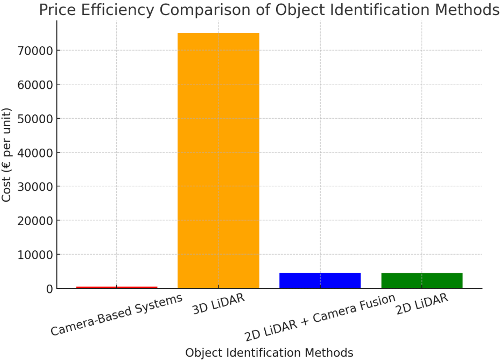 Price Efficiency Comparison of Object Identification Methods
Cost (€ per unit)
70000
60000
50000
40000
30000
20000
10000
0
Camera-Based Systems
3D LiDAR
2D LiDAR + Camera Fusion
2D LiDAR
Object Identification Methods